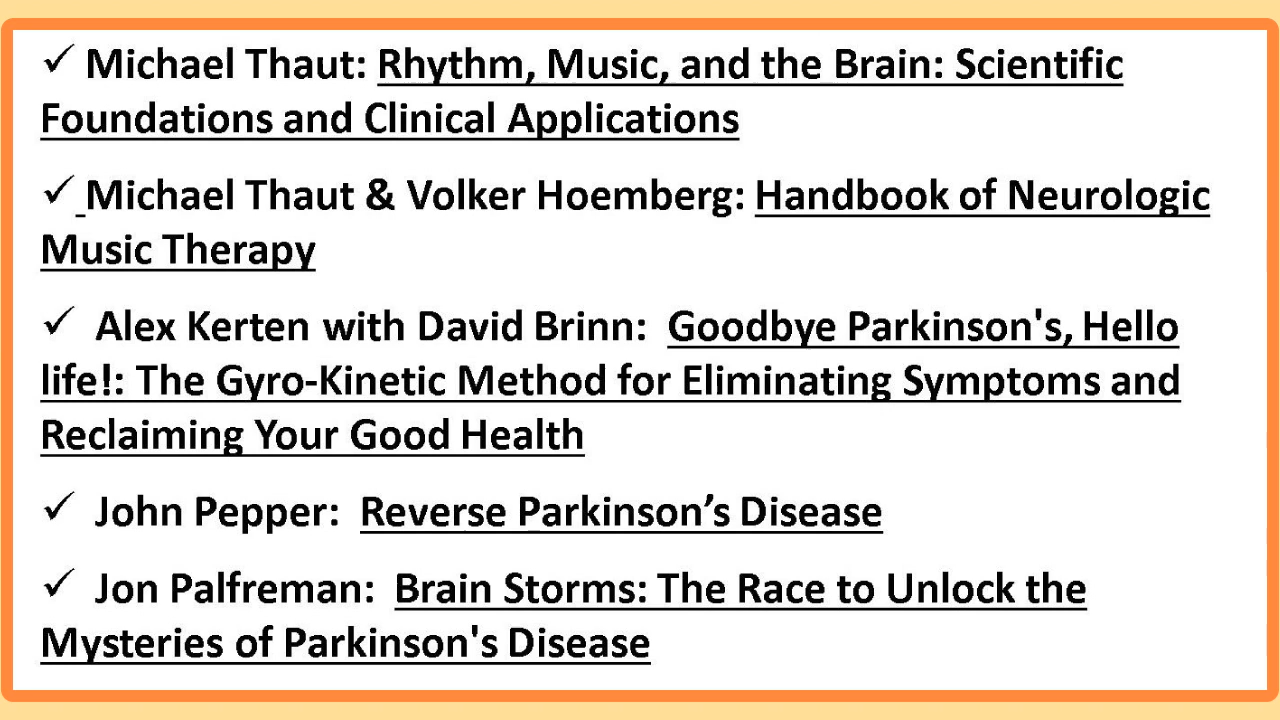 ✓ Michael Thaut: Rhythm, Music, and the Brain: Scientific
Foundations and Clinical Applications
✓ Michael Thaut & Volker Hoemberg: Handbook of Neurologic
Music Therapy
✓ Alex Kerten with David Brinn: Goodbye Parkinson's, Hello
life!: The Gyro-Kinetic Method for Eliminating Symptoms and
Reclaiming Your Good Health
✓ John Pepper: Reverse Parkinson’s Disease
✓ Jon Palfreman: Brain Storms: The Race to Unlock the
Mysteries of Parkinson's Disease